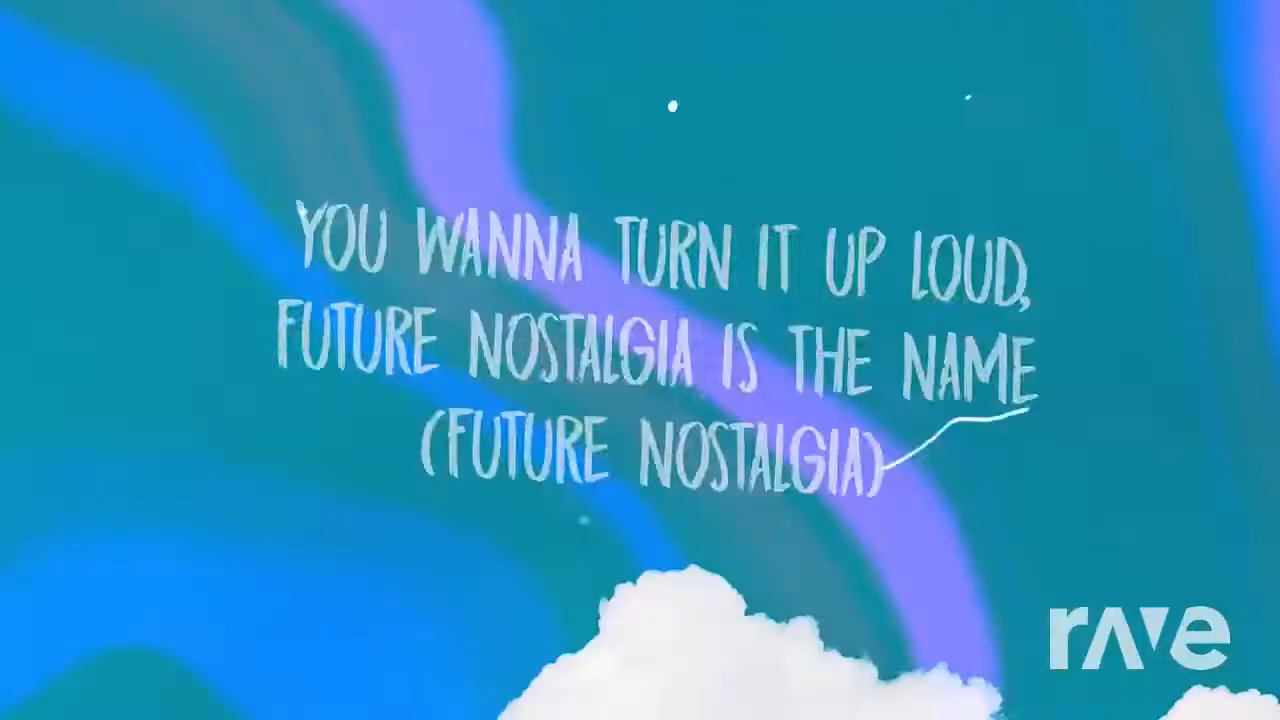 YOU WANNA TURN IT UP LOUD,
FUTURE NOSTALGIA IS THE NAME
(FUTURE NOSTALGIA)
rave